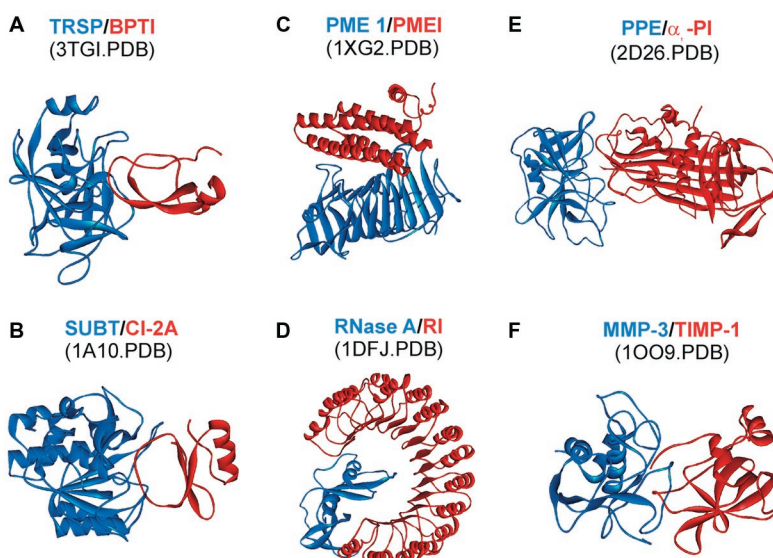 A
TRSP/BPTI
(3TGI.PDB)
C
PME 1/PMEI
(1XG2.PDB)
E
PPE/α,-PI
(2D26.PDB)
B
SUBT/CI-2A
(1A10.PDB)
D
RNase A/RI
(1DFJ.PDB)
F
MMP-3/TIMP-1
(1OO9.PDB)